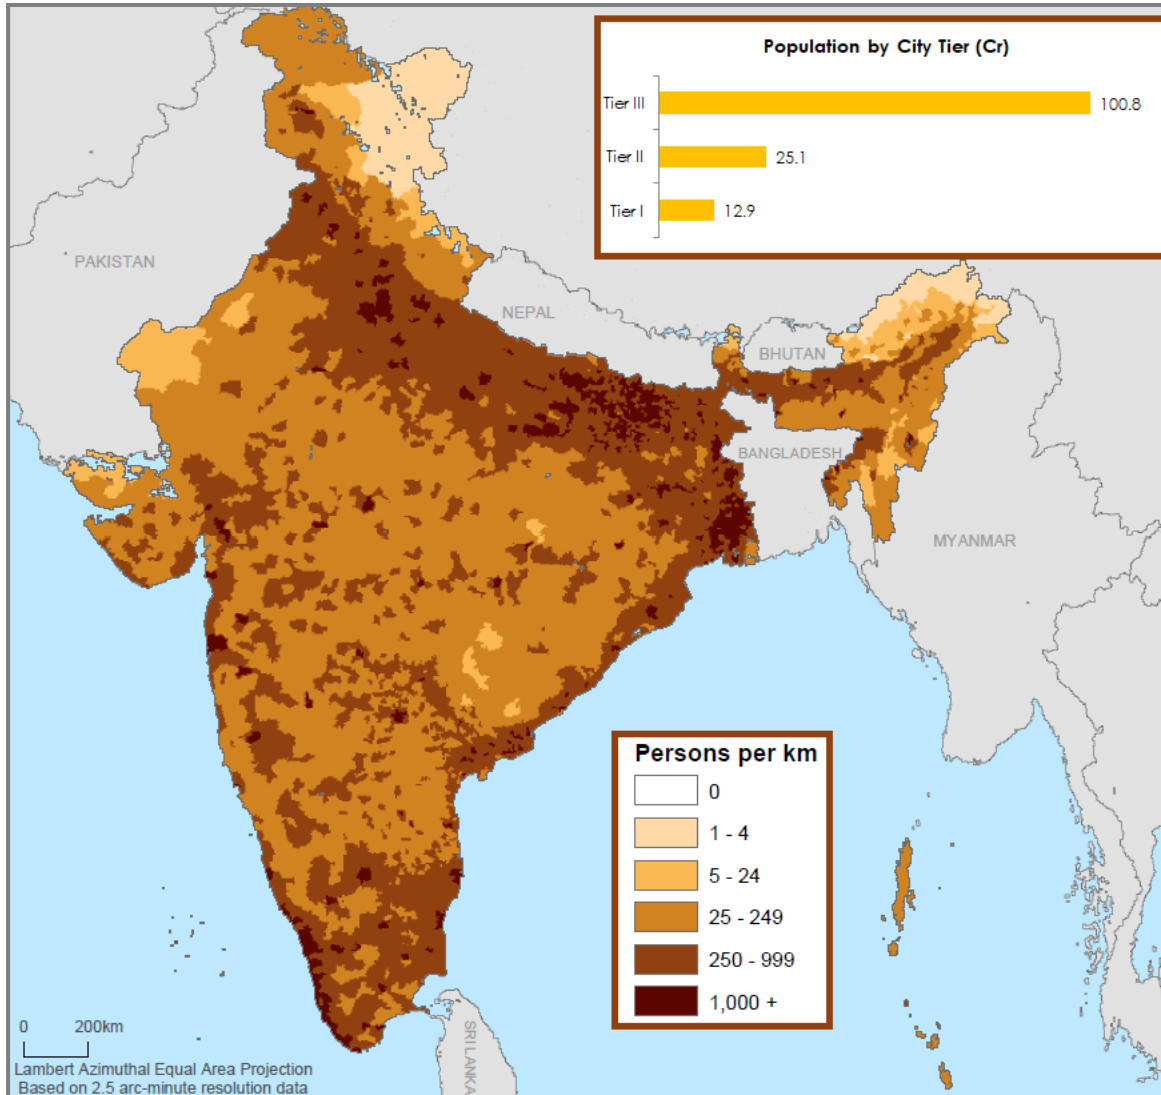 Population by City Tier (Cr)
Tier III
100.8
Tier II
25.1
Tier I
12.9
PAKISTAN
NEPAL
BHUTAN
BANGLADESH
MYANMAR
Persons per km
0
1 - 4
5 - 24
25 - 249
250 - 999
1,000 +
SRI LANKA
0 200km
Lambert Azimuthal Equal Area Projection
Based on 2.5 arc-minute resolution data